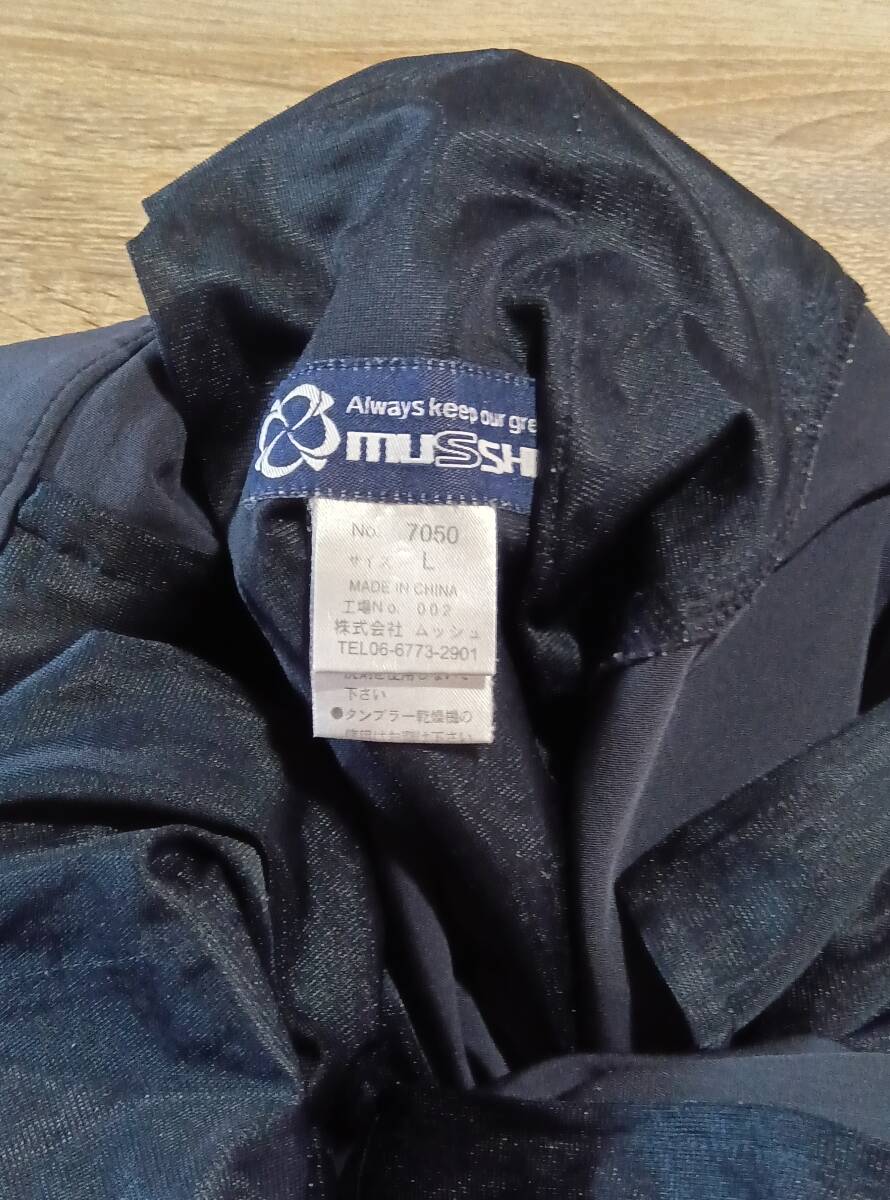 Always keep our gre
musSH
No. 7050
サイズ L
MADE IN CHINA
工場No. 002
株式会社 ムッシュ
TEL06-6773-2901
下さい
●タンブラー乾燥機の